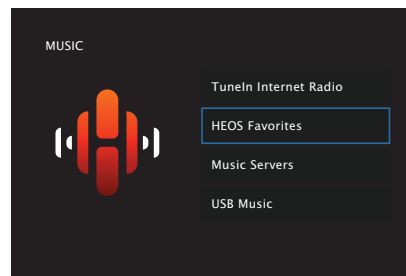 MUSIC
TuneIn Internet Radio
HEOS Favorites
Music Servers
USB Music